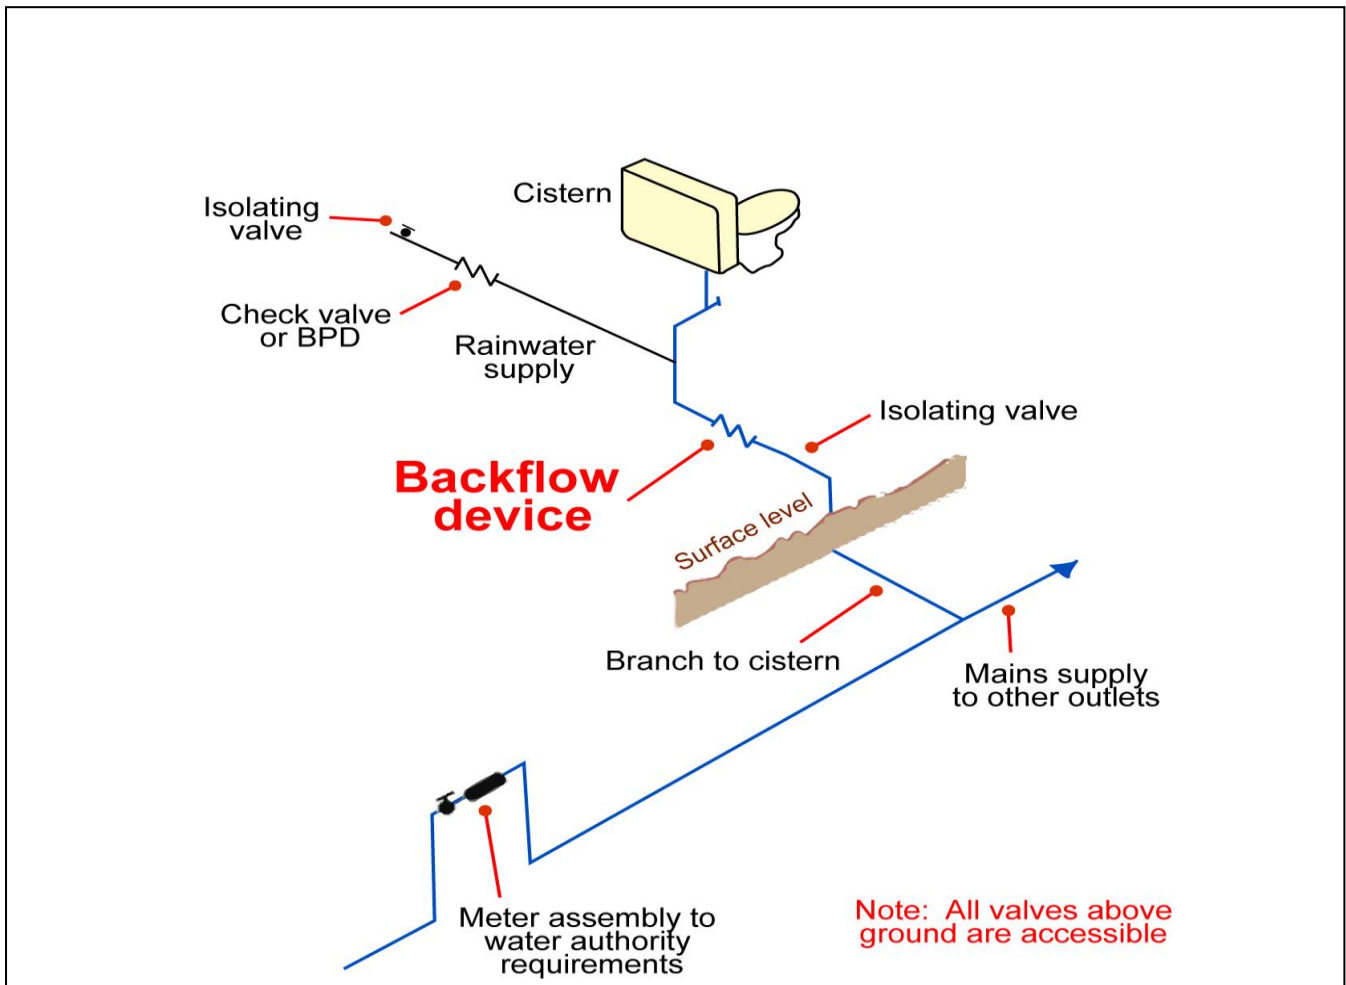 Cistern
Isolating
valve
Check valve
or BPD
Rainwater
supply
Isolating valve
Backflow
device
Surface level
Branch to cistern
Mains supply
to other outlets
Meter assembly to
water authority
requirements
Note:  All valves above
ground are accessible